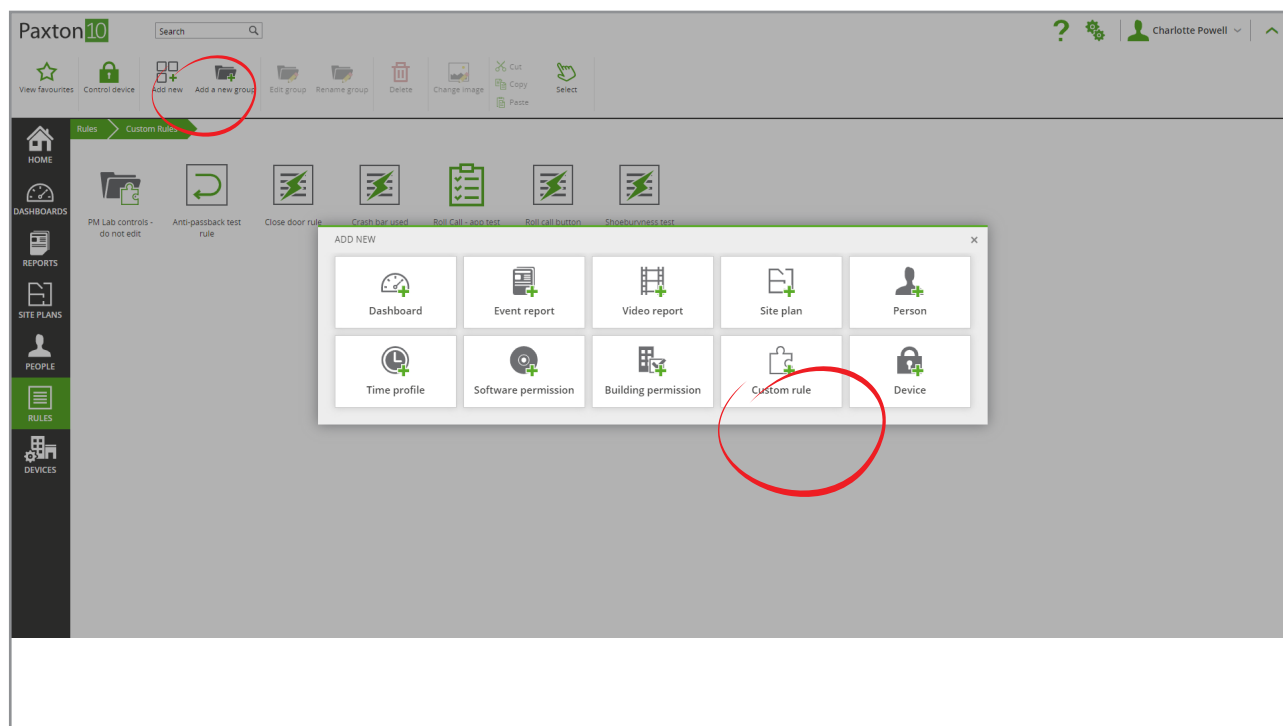 Paxton 10
Search
Charlotte Powell
View favourites
Control device
Add new
Add a new group
Edit group
Rename group
Delete
Change image
Cut
Copy
Paste
Select
HOME
DASHBOARDS
REPORTS
SITE PLANS
PEOPLE
RULES
DEVICES
Rules
Custom Rules
PM Lab controls -
do not edit
Anti-passback test
rule
Close door rule
Crash bar used
Roll Call - app test
Roll call button
Shoeburyness test
ADD NEW
Dashboard
Event report
Video report
Site plan
Person
Time profile
Software permission
Building permission
Custom rule
Device